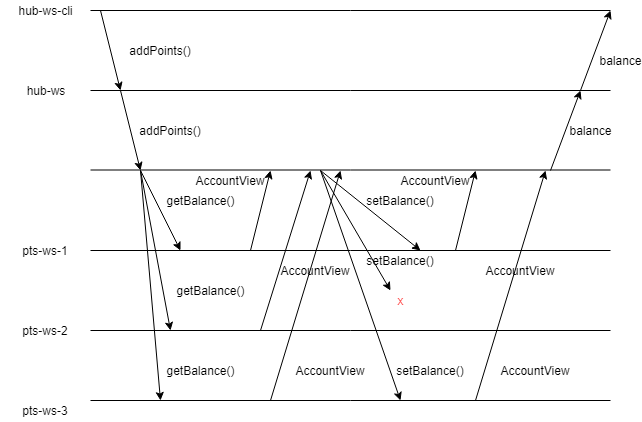 hub-ws-cli
addPoints()
balance
hub-ws
addPoints()
balance
AccountView
AccountView
getBalance()
setBalance()
pts-ws-1
setBalance()
AccountView
AccountView
getBalance()
x
pts-ws-2
getBalance()
AccountView
setBalance()
AccountView
pts-ws-3